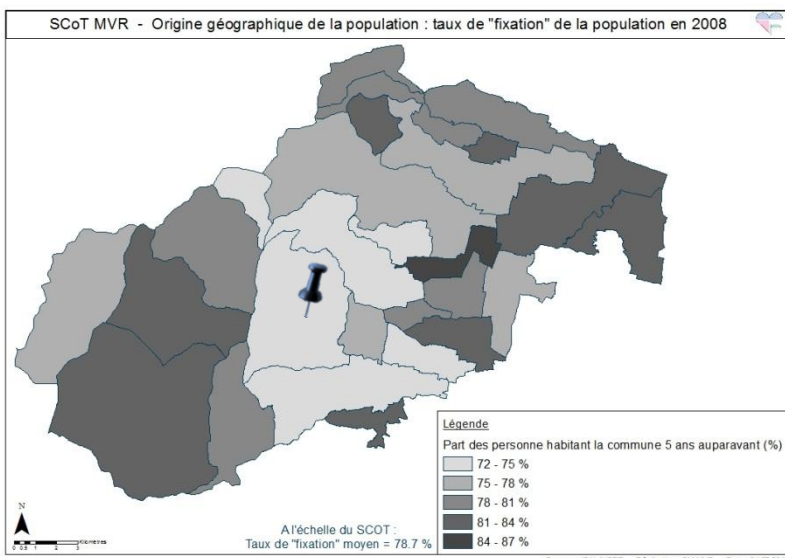 SCoT MVR - Origine géographique de la population : taux de "fixation" de la population en 2008
Légende
Part des personne habitant la commune 5 ans auparavant (%)
72 - 75 %
75 - 78 %
78 - 81 %
81 - 84 %
84 - 87 %
N
A l'échelle du SCOT :
Taux de "fixation" moyen = 78.7 %